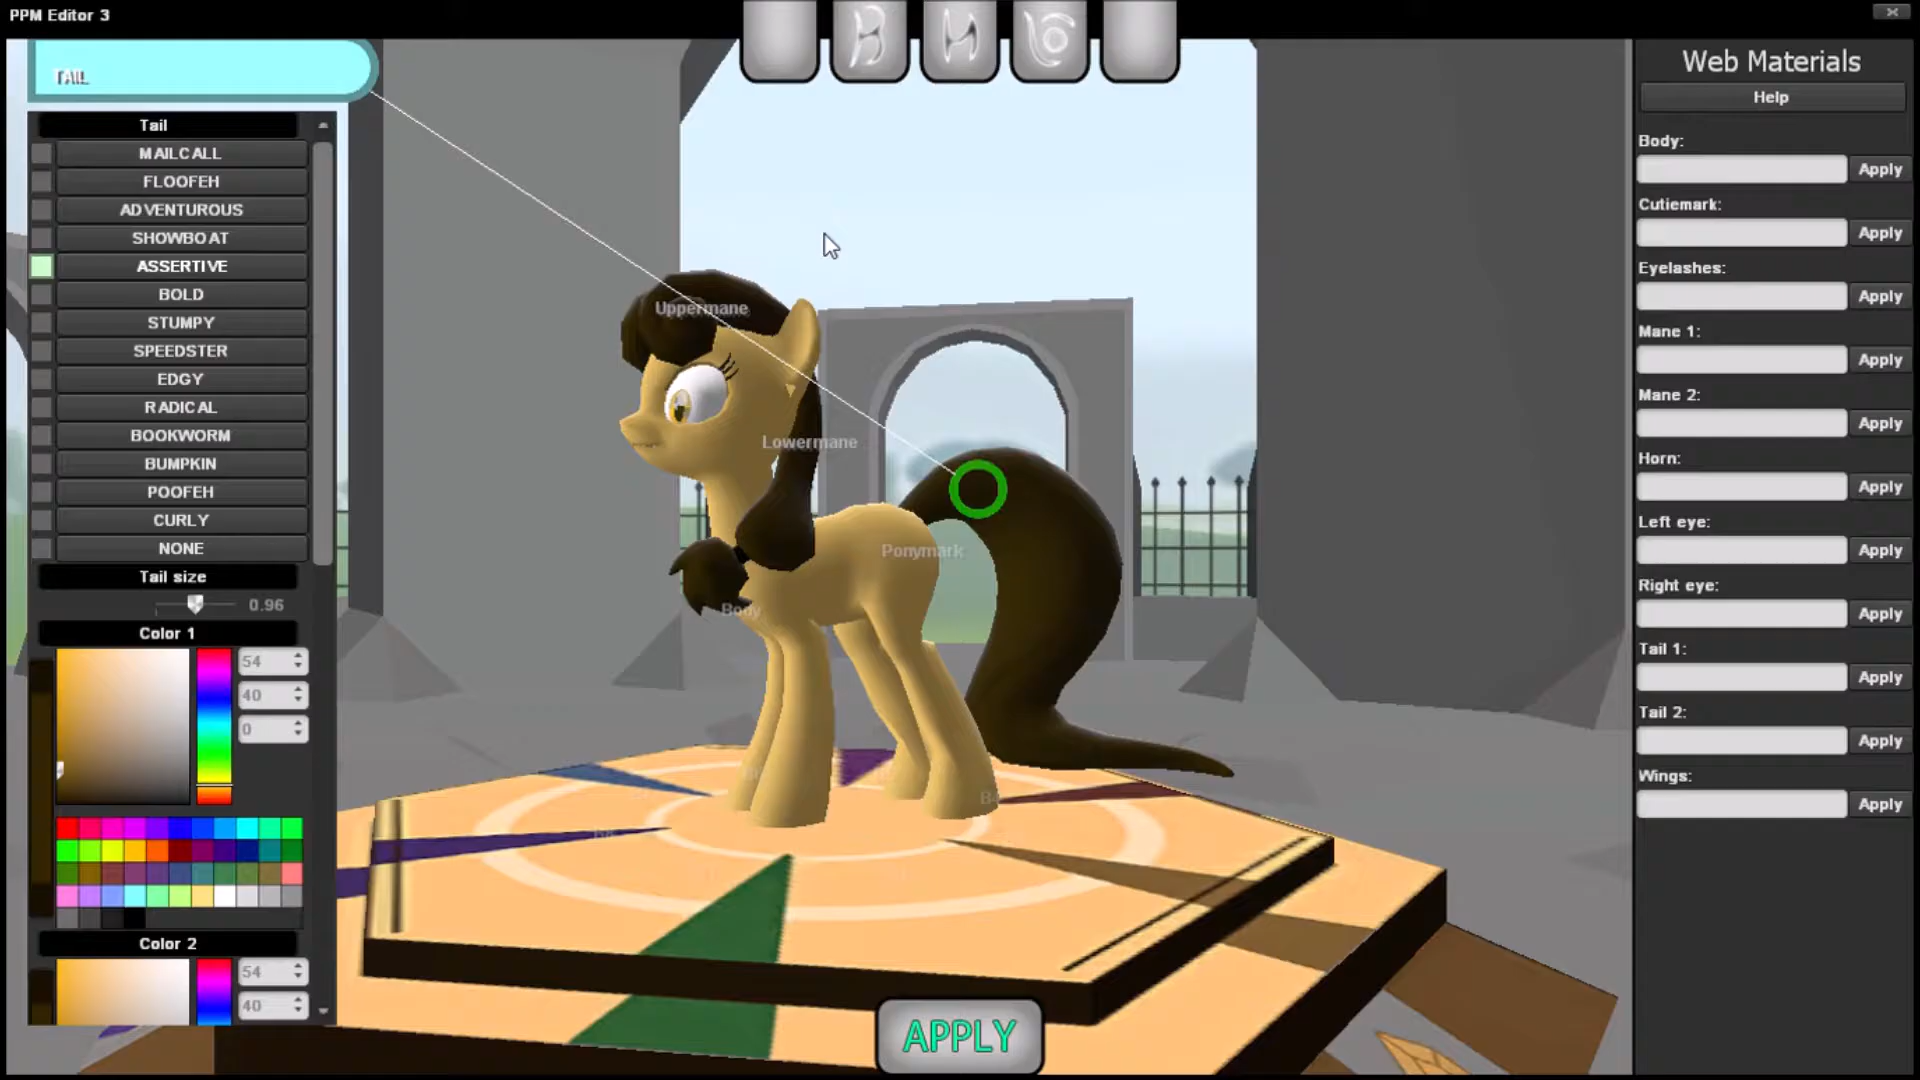 PPM Editor 3
TAIL
Tail
MAILCALL
FLOOFEH
ADVENTUROUS
SHOWBOAT
ASSERTIVE
BOLD
STUMPY
SPEEDSTER
EDGY
RADICAL
BOOKWORM
BUMPKIN
POOFEH
CURLY
NONE
Tail size
0.96
Color 1
54
40
0
Color 2
54
40
B H
Uppermane
Lowermane
Ponymark
Body
APPLY
Web Materials
Help
Body:
Apply
Cutiemark:
Apply
Eyelashes:
Apply
Mane 1:
Apply
Mane 2:
Apply
Horn:
Apply
Left eye:
Apply
Right eye:
Apply
Tail 1:
Apply
Tail 2:
Apply
Wings:
Apply